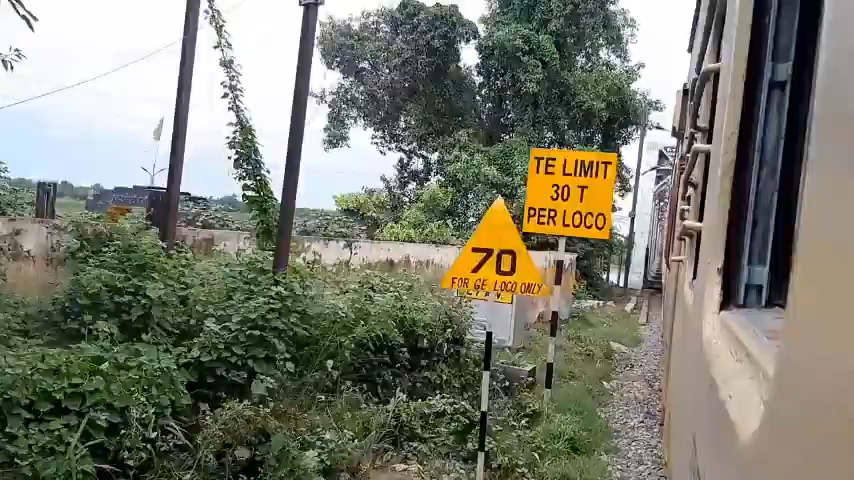 TE LIMIT
30 T
PER LOCO
70
FOR GE LOCO ONLY